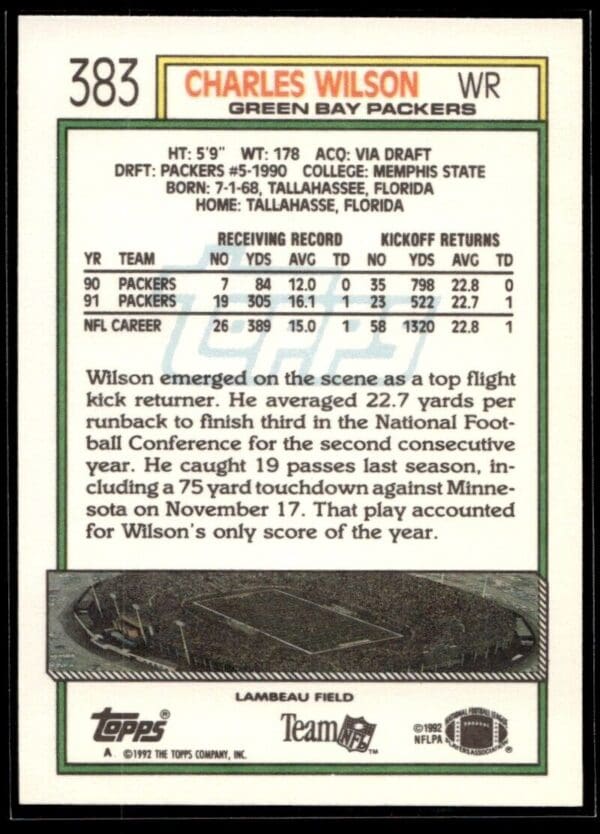 383 CHARLES WILSON WR
GREEN BAY PACKERS
HT: 5'9" WT: 178 ACQ: VIA DRAFT
DRFT: PACKERS #5-1990 COLLEGE: MEMPHIS STATE
BORN: 7-1-68, TALLAHASSEE, FLORIDA
HOME: TALLAHASSE, FLORIDA
RECEIVING RECORD KICKOFF RETURNS
YR TEAM NO YDS AVG TD NO YDS AVG TD
90 PACKERS 7 84 12.0 0 35 798 22.8 0
91 PACKERS 19 305 16.1 1 23 522 22.7 1
NFL CAREER 26 389 15.0 1 58 1320 22.8 1
TOPPS
Wilson emerged on the scene as a top flight
kick returner. He averaged 22.7 yards per
runback to finish third in the National Foot-
ball Conference for the second consecutive
year. He caught 19 passes last season, in-
cluding a 75 yard touchdown against Minne-
sota on November 17. That play accounted
for Wilson's only score of the year.
LAMBEAU FIELD
TOPPS® Team NFL™ ©1992 NFLPA NATIONAL FOOTBALL LEAGUE PLAYERS ASSOCIATION ®
A ©1992 THE TOPPS COMPANY, INC.